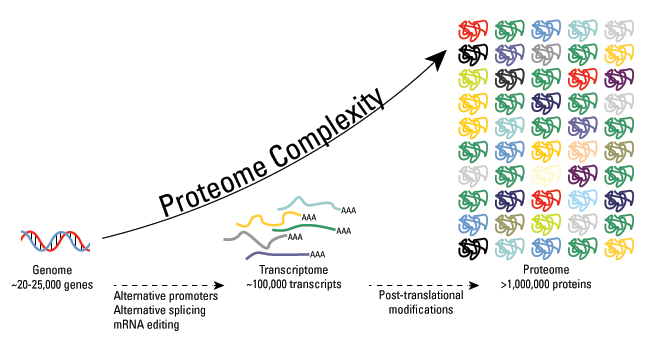 Proteome Complexity
AAA
AAA
AAA
AAA
AAA
Genome
~20-25,000 genes
Alternative promoters
Alternative splicing
mRNA editing
Transcriptome
~100,000 transcripts
Post-translational
modifications
Proteome
>1,000,000 proteins